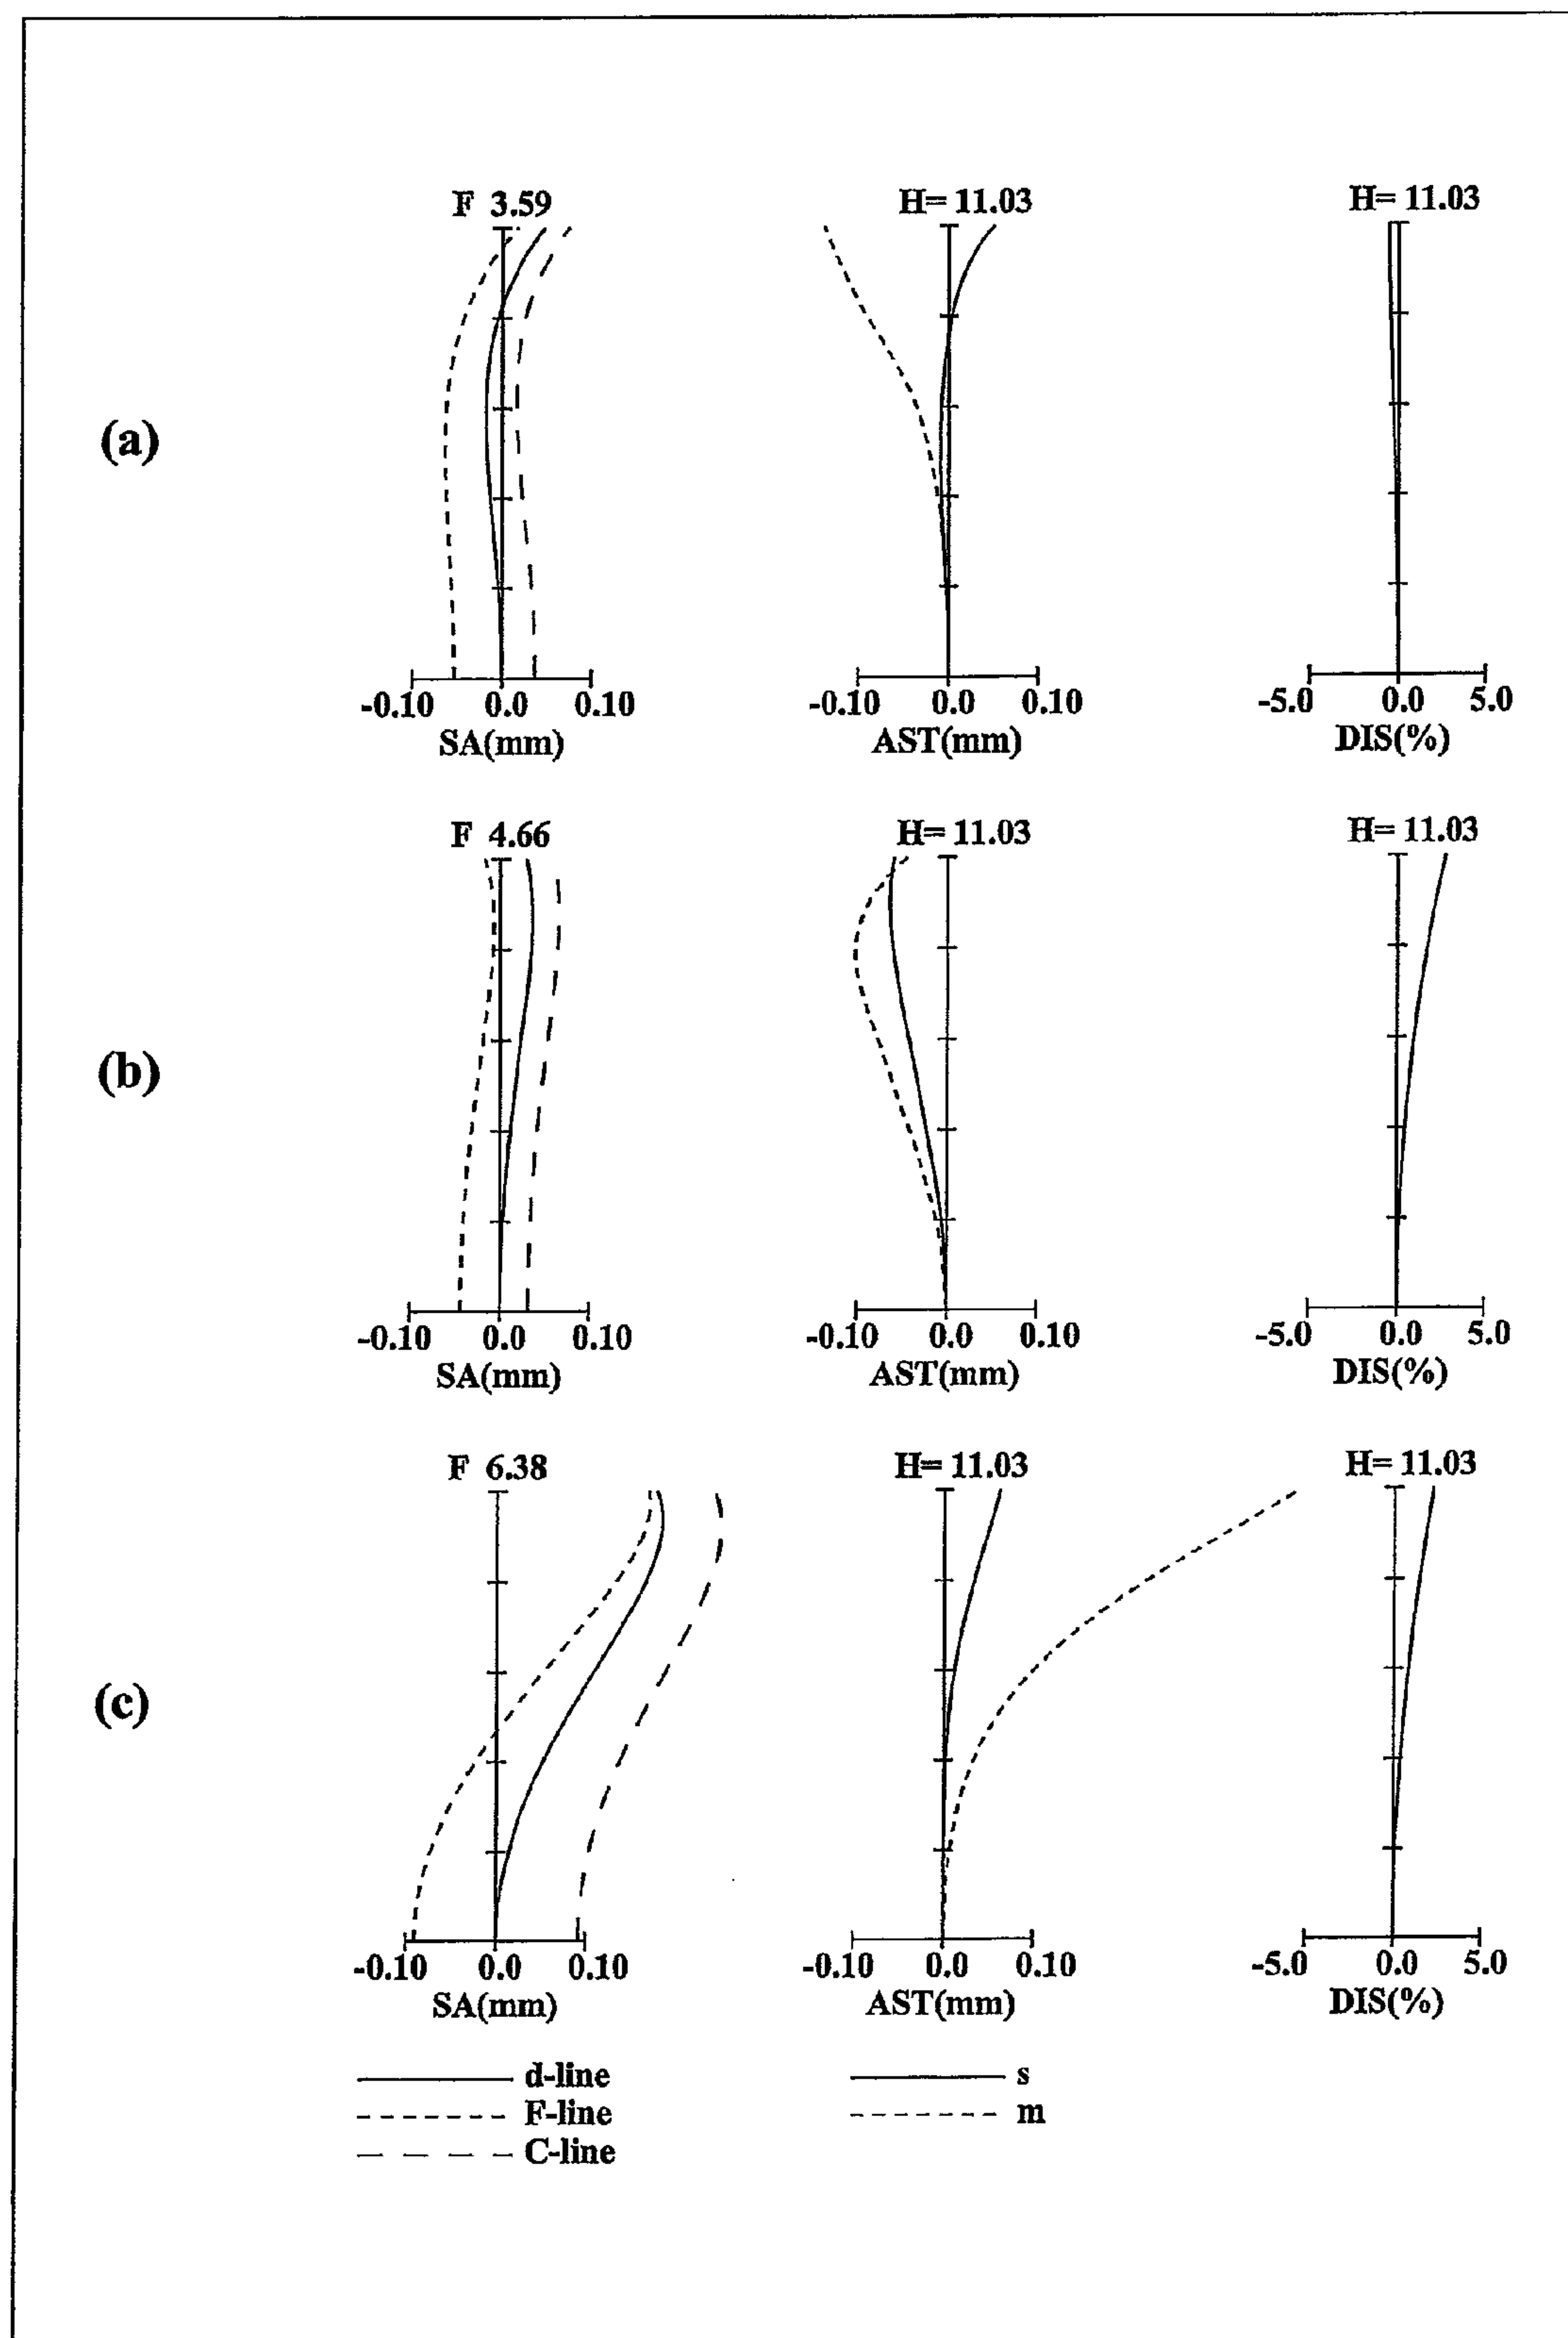 F 3.59 H= 11.03 H= 11.03
(a)
-0.10 0.0 0.10 -0.10 0.0 0.10 -5.0 0.0 5.0
SA(mm) AST(mm) DIS(%)
F 4.66 H= 11.03 H= 11.03
(b)
-0.10 0.0 0.10 -0.10 0.0 0.10 -5.0 0.0 5.0
SA(mm) AST(mm) DIS(%)
F 6.38 H= 11.03 H= 11.03
(c)
-0.10 0.0 0.10 -0.10 0.0 0.10 -5.0 0.0 5.0
SA(mm) AST(mm) DIS(%)
d-line s
F-line m
C-line